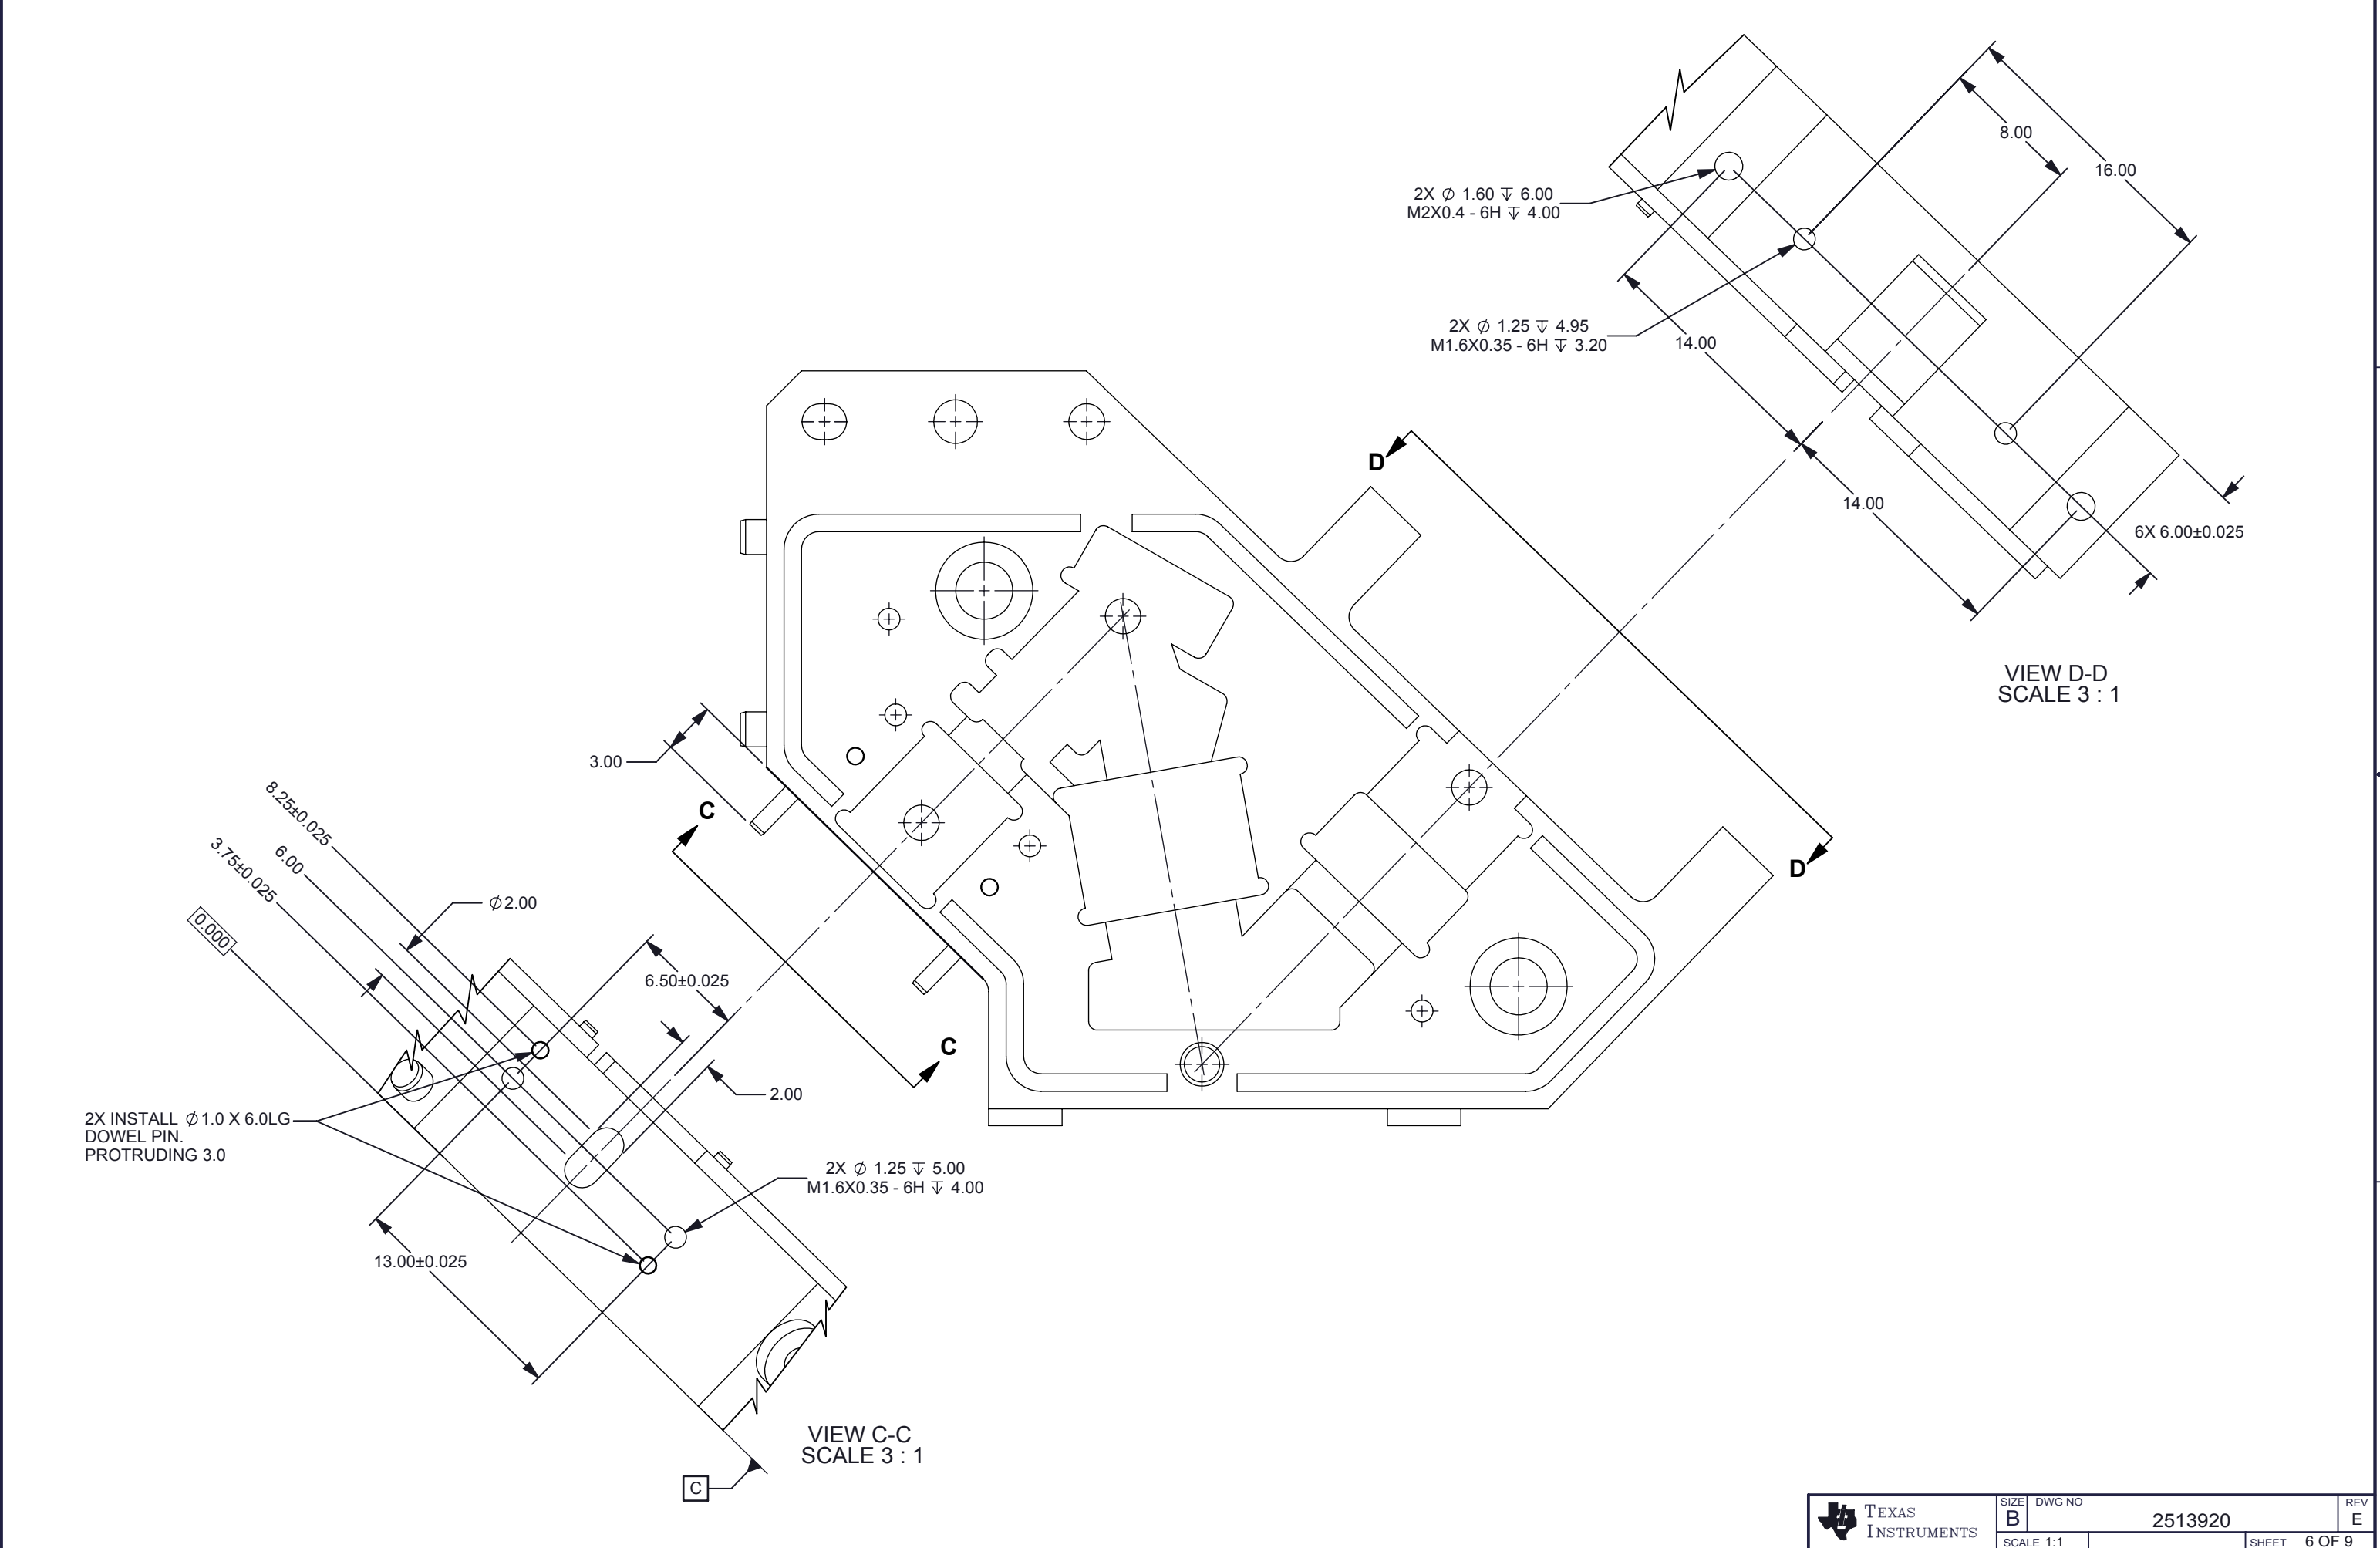 8.00
16.00
2X ⌀ 1.60 ↧ 6.00
M2X0.4 - 6H ↧ 4.00
2X ⌀ 1.25 ↧ 4.95
M1.6X0.35 - 6H ↧ 3.20
14.00
14.00
6X 6.00±0.025
VIEW D-D
SCALE 3 : 1
D
D
3.00
C
C
8.25±0.025
6.00
3.75±0.025
0.000
⌀2.00
6.50±0.025
2.00
2X INSTALL ⌀1.0 X 6.0LG
DOWEL PIN.
PROTRUDING 3.0
2X ⌀ 1.25 ↧ 5.00
M1.6X0.35 - 6H ↧ 4.00
13.00±0.025
VIEW C-C
SCALE 3 : 1
C
TEXAS
INSTRUMENTS
SIZE
B
DWG NO
2513920
REV
E
SCALE 1:1
SHEET 6 OF 9